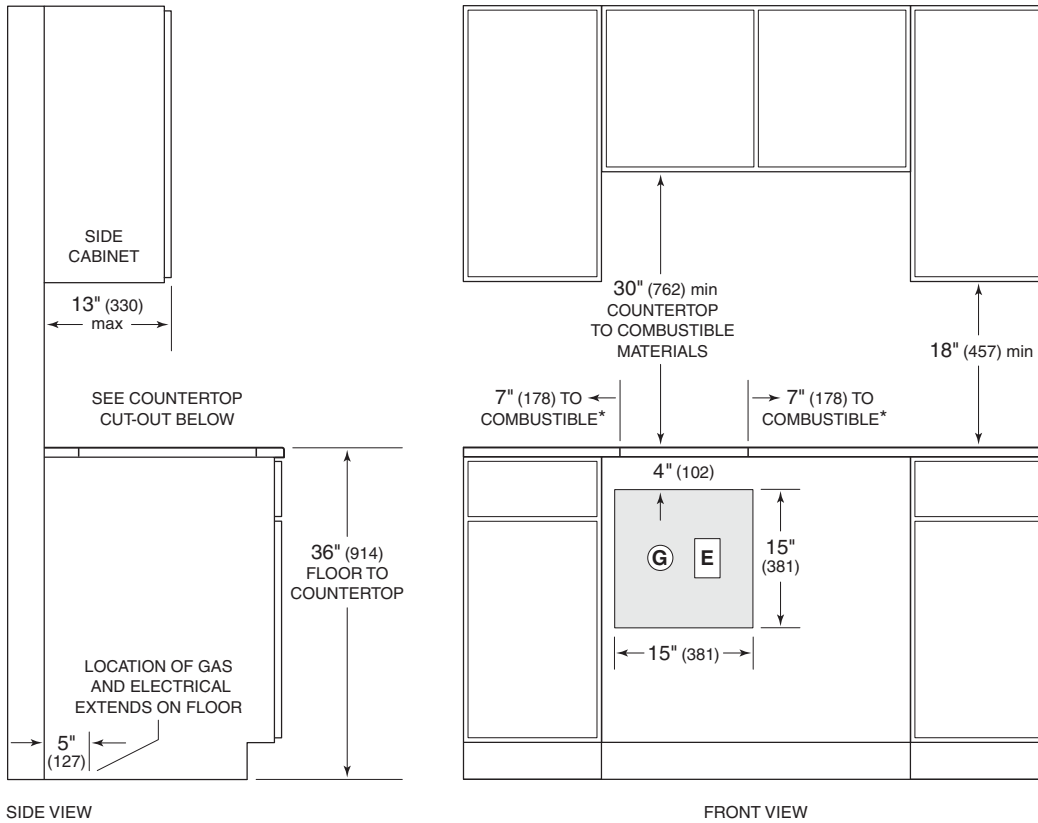 SIDE
CABINET
13" (330)
max
SEE COUNTERTOP
CUT-OUT BELOW
36" (914)
FLOOR TO
COUNTERTOP
LOCATION OF GAS
AND ELECTRICAL
EXTENDS ON FLOOR
5"
(127)
SIDE VIEW
30" (762) min
COUNTERTOP
TO COMBUSTIBLE
MATERIALS
18" (457) min
7" (178) TO
COMBUSTIBLE*
7" (178) TO
COMBUSTIBLE*
4" (102)
G
E
15"
(381)
15" (381)
FRONT VIEW